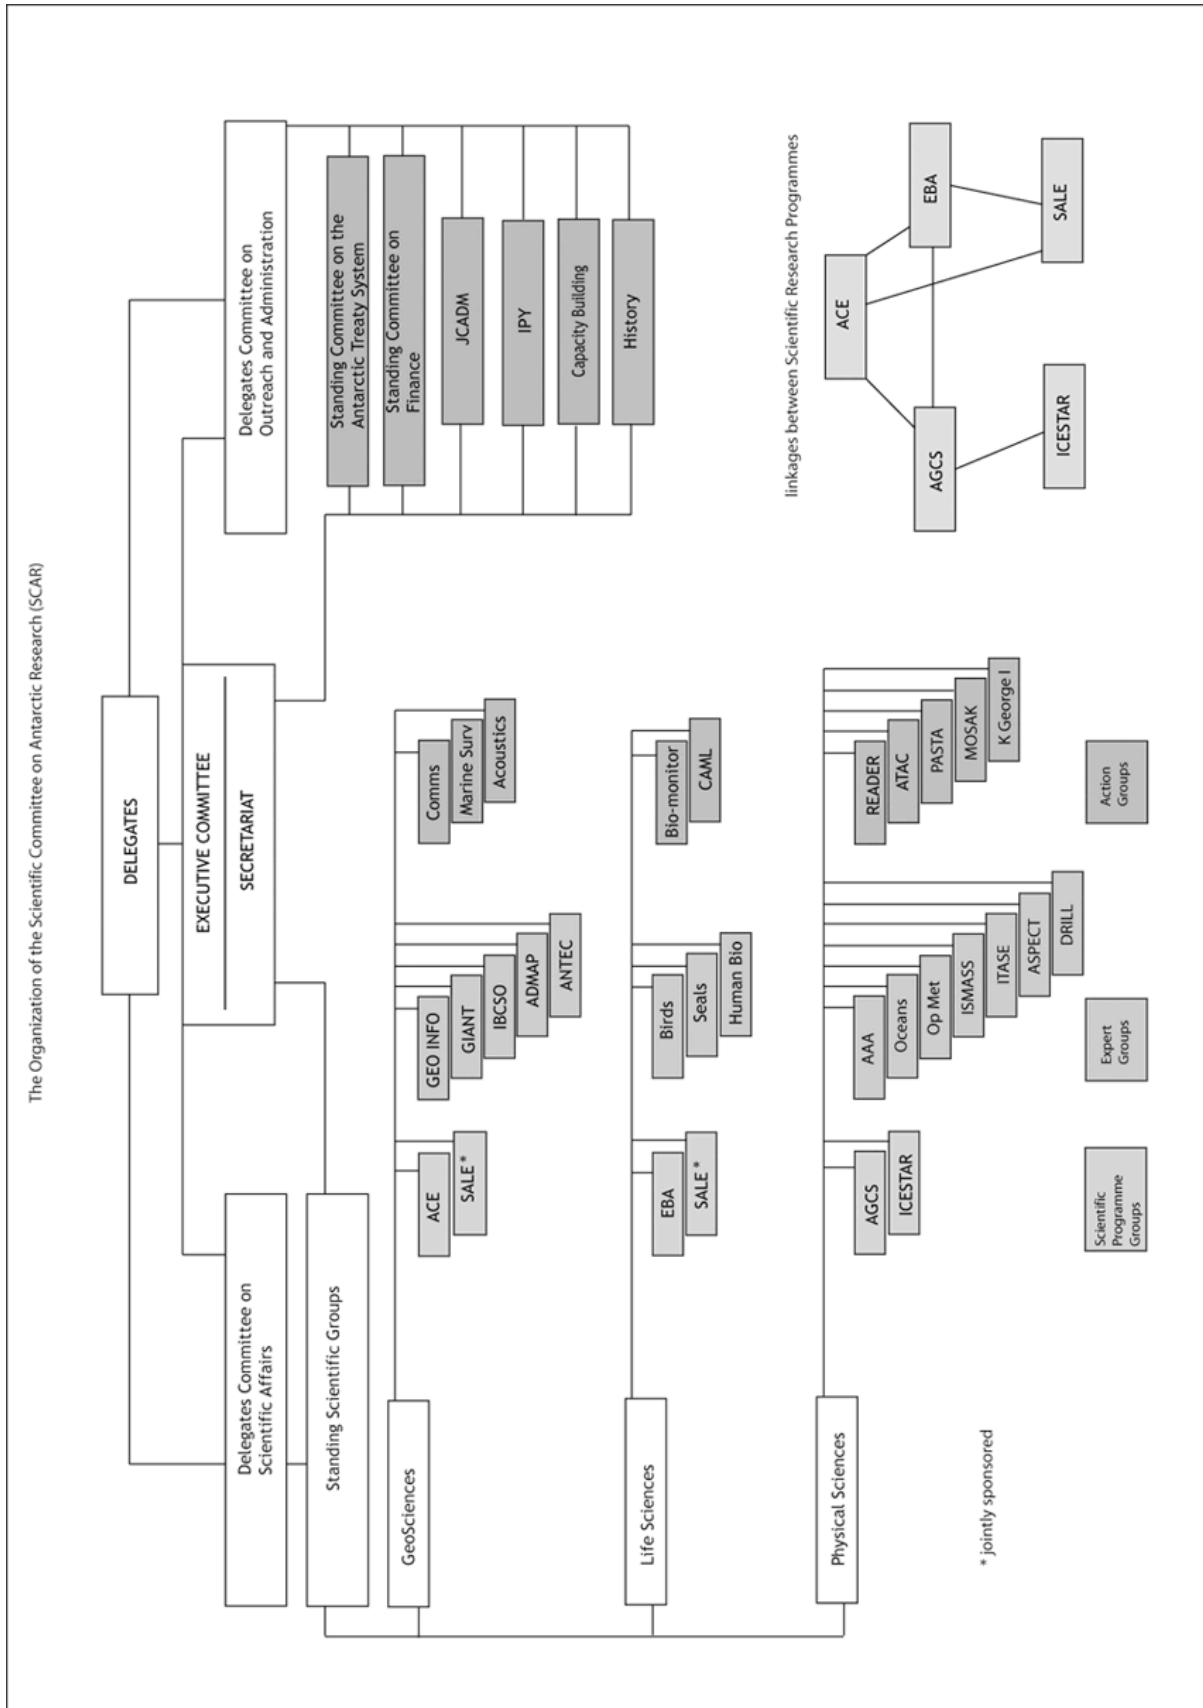 The Organization of the Scientific Committee on Antarctic Research (SCAR)
DELEGATES
EXECUTIVE COMMITTEE
SECRETARIAT
Delegates Committee on
Scientific Affairs
Delegates Committee on
Outreach and Administration
Standing Scientific Groups
Standing Committee on the
Antarctic Treaty System
Standing Committee on
Finance
JCADM
IPY
Capacity Building
History
GeoSciences
ACE
SALE *
GEO INFO
GIANT
IBCSO
ADMAP
ANTEC
Comms
Marine Surv
Acoustics
Life Sciences
EBA
SALE *
Birds
Seals
Human Bio
Bio-monitor
CAML
Physical Sciences
AGCS
ICESTAR
AAA
Oceans
Op Met
ISMASS
ITASE
ASPECT
DRILL
READER
ATAC
PASTA
MOSAK
K George I
linkages between Scientific Research Programmes
ACE
EBA
AGCS
SALE
ICESTAR
* jointly sponsored
Scientific
Programme
Groups
Expert
Groups
Action
Groups